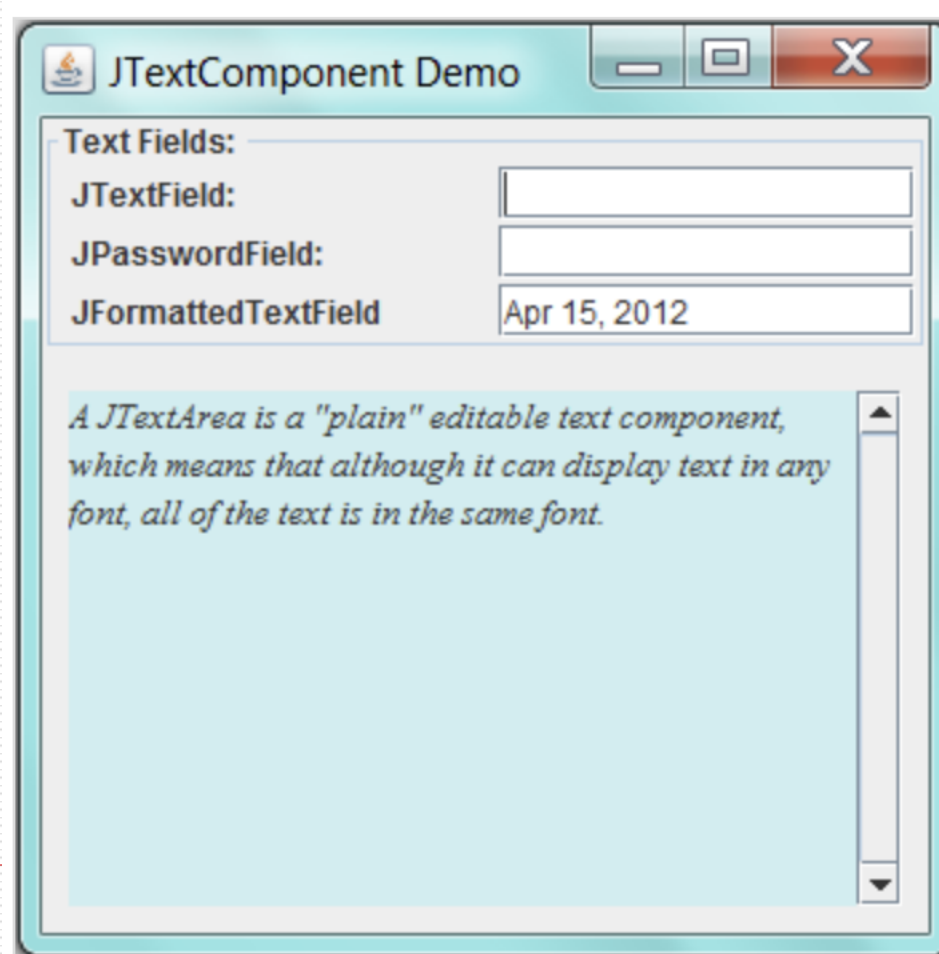 JTextComponent Demo
Text Fields:
JTextField:
JPasswordField:
JFormattedTextField Apr 15, 2012
A JTextArea is a "plain" editable text component,
which means that although it can display text in any
font, all of the text is in the same font.